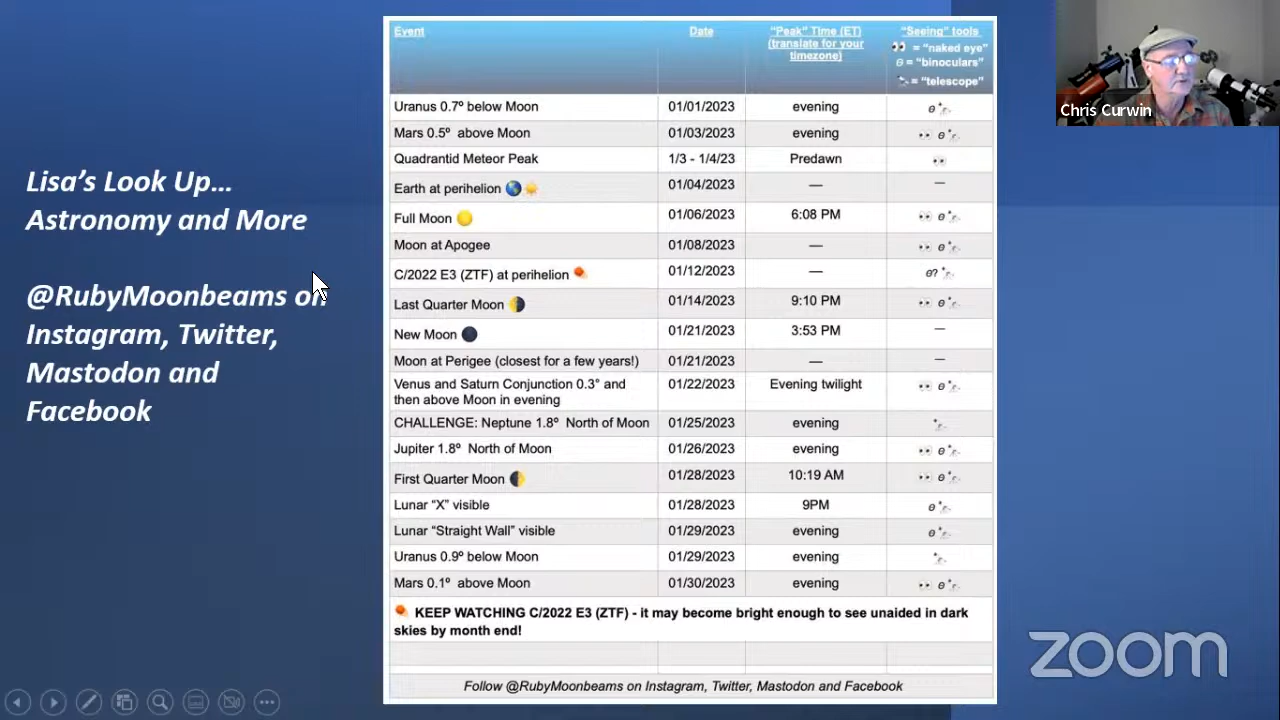 Lisa's Look Up...
Astronomy and More
@RubyMoonbeams on
Instagram, Twitter,
Mastodon and
Facebook
Event Date "Peak" Time (ET) "Seeing" tools
(translate for your
timezone)
= "naked eye"
θ = "binoculars"
= "telescope"
Uranus 0.7º below Moon 01/01/2023 evening θ
Mars 0.5º above Moon 01/03/2023 evening θ
Quadrantid Meteor Peak 1/3 - 1/4/23 Predawn
Earth at perihelion 01/04/2023 — —
Full Moon 01/06/2023 6:08 PM θ
Moon at Apogee 01/08/2023 — θ
C/2022 E3 (ZTF) at perihelion 01/12/2023 — θ?
Last Quarter Moon 01/14/2023 9:10 PM θ
New Moon 01/21/2023 3:53 PM —
Moon at Perigee (closest for a few years!) 01/21/2023 — —
Venus and Saturn Conjunction 0.3° and 01/22/2023 Evening twilight θ
then above Moon in evening
CHALLENGE: Neptune 1.8º North of Moon 01/25/2023 evening
Jupiter 1.8º North of Moon 01/26/2023 evening θ
First Quarter Moon 01/28/2023 10:19 AM θ
Lunar "X" visible 01/28/2023 9PM θ
Lunar "Straight Wall" visible 01/29/2023 evening θ
Uranus 0.9º below Moon 01/29/2023 evening
Mars 0.1º above Moon 01/30/2023 evening θ
KEEP WATCHING C/2022 E3 (ZTF) - it may become bright enough to see unaided in dark
skies by month end!
Follow @RubyMoonbeams on Instagram, Twitter, Mastodon and Facebook
Chris Curwin
zoom